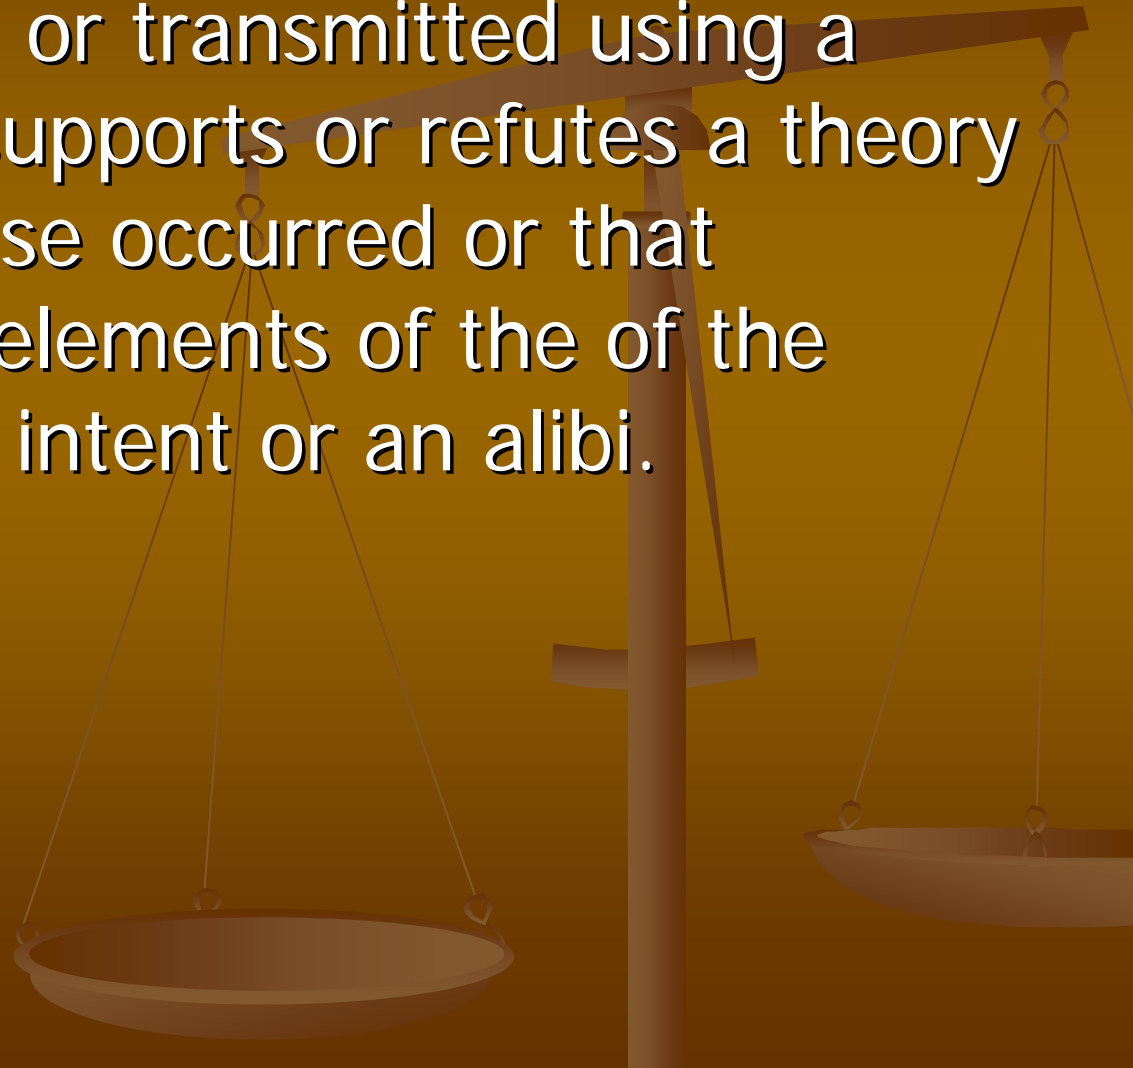 or transmitted using a
supports or refutes a theory
se occurred or that
elements of the of the
intent or an alibi.